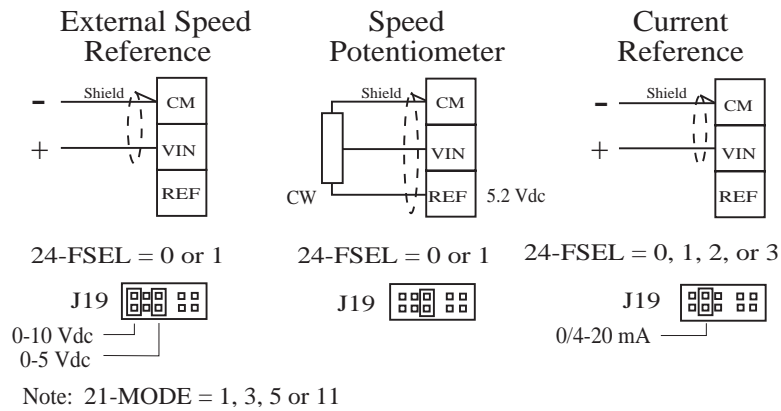 External Speed
Reference
- Shield CM
+ VIN
REF
24-FSEL = 0 or 1
J19
0-10 Vdc
0-5 Vdc
Speed
Potentiometer
Shield CM
VIN
CW REF 5.2 Vdc
24-FSEL = 0 or 1
J19
Current
Reference
- Shield CM
+ VIN
REF
24-FSEL = 0, 1, 2, or 3
J19
0/4-20 mA
Note: 21-MODE = 1, 3, 5 or 11